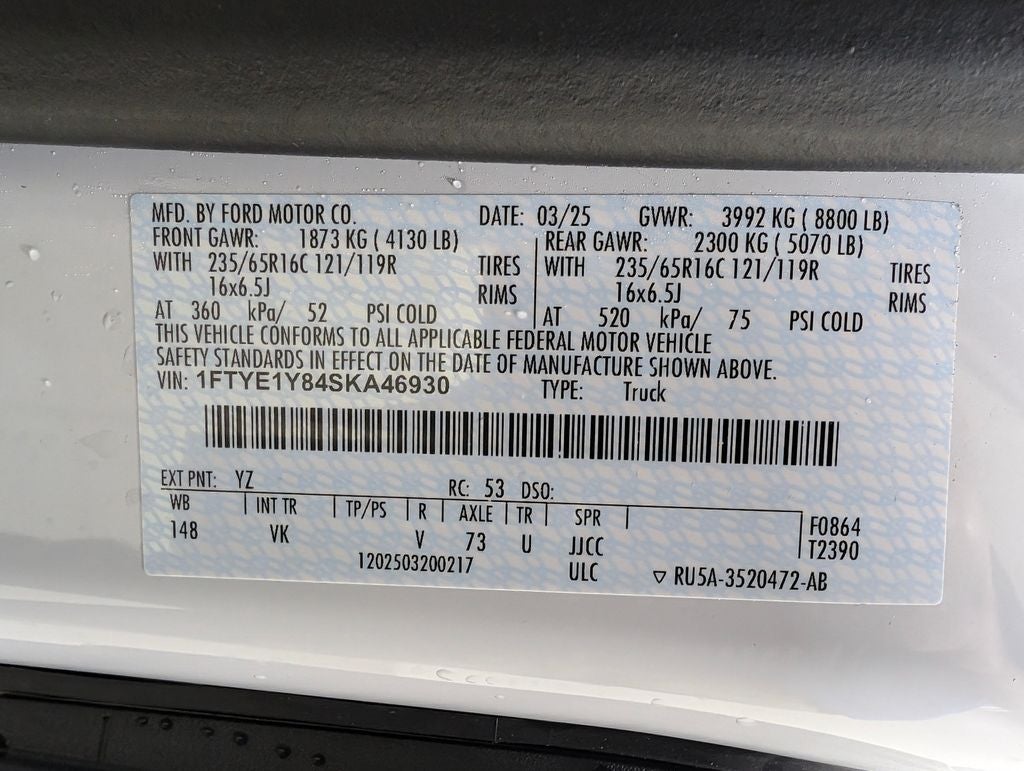 MFD. BY FORD MOTOR CO. DATE: 03/25 GVWR: 3992 KG ( 8800 LB)
FRONT GAWR: 1873 KG ( 4130 LB) REAR GAWR: 2300 KG ( 5070 LB)
WITH 235/65R16C 121/119R TIRES WITH 235/65R16C 121/119R TIRES
16x6.5J RIMS 16x6.5J RIMS
AT 360 kPa/ 52 PSI COLD AT 520 kPa/ 75 PSI COLD
THIS VEHICLE CONFORMS TO ALL APPLICABLE FEDERAL MOTOR VEHICLE
SAFETY STANDARDS IN EFFECT ON THE DATE OF MANUFACTURE SHOWN ABOVE.
VIN: 1FTYE1Y84SKA46930 TYPE: Truck
EXT PNT: YZ RC: 53 DSO:
WB INT TR TP/PS R AXLE TR SPR F0864
148 VK V 73 U JJCC T2390
1202503200217 ULC ▽ RU5A-3520472-AB